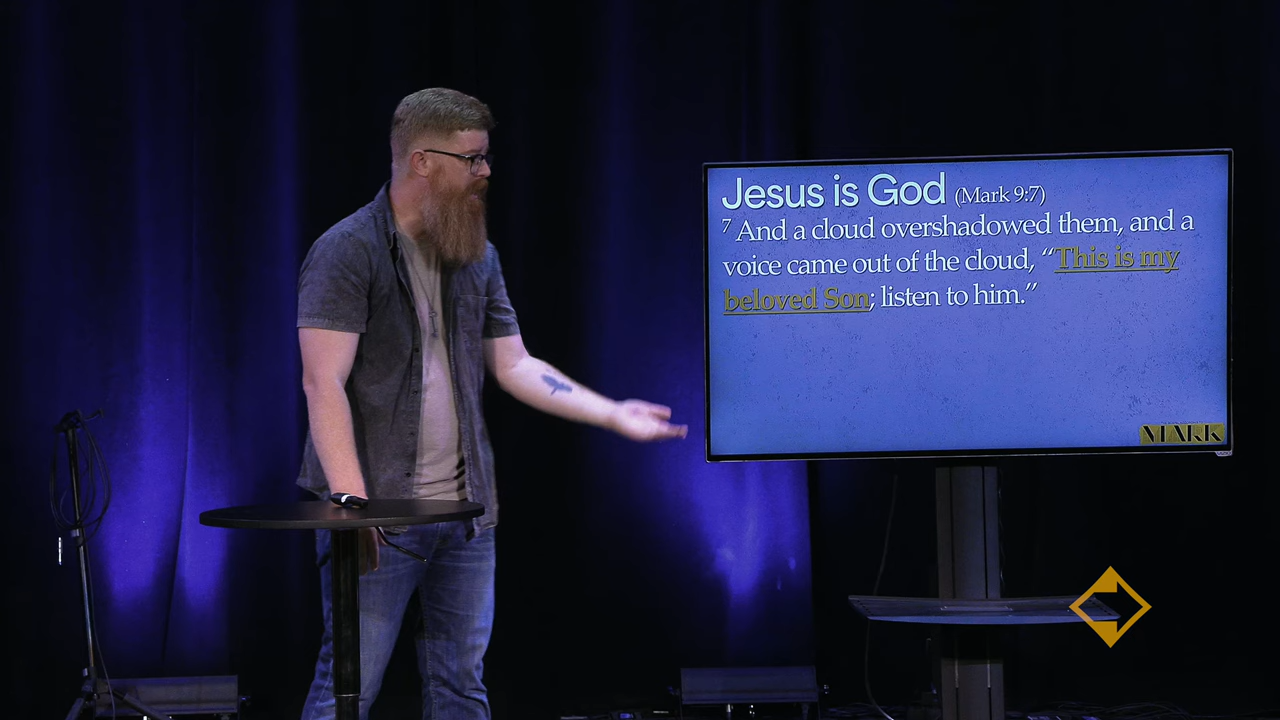 Jesus is God (Mark 9:7)
⁷ And a cloud overshadowed them, and a
voice came out of the cloud, “This is my
beloved Son; listen to him.”
MARK